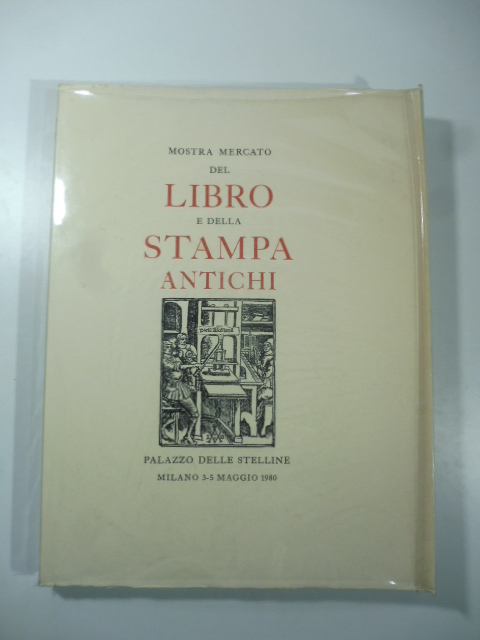 MOSTRA MERCATO
DEL
LIBRO
E DELLA
STAMPA
ANTICHI
PALAZZO DELLE STELLINE
MILANO 3-5 MAGGIO 1980